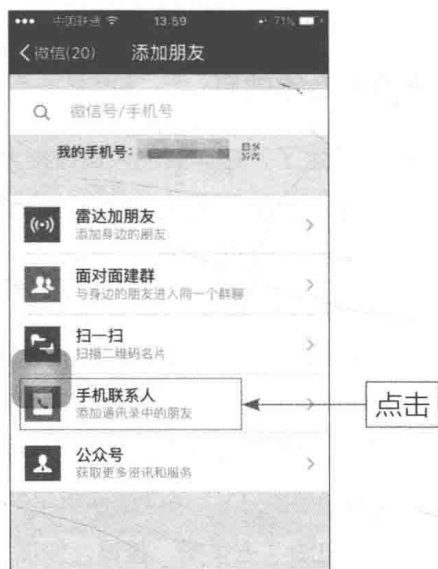 中国联通 13:59 71%
微信(20) 添加朋友
微信号/手机号
我的手机号:
雷达加朋友
添加身边的朋友
面对面建群
与身边的朋友进入同一个群聊
扫一扫
扫描二维码名片
手机联系人
添加通讯录中的朋友
点击
公众号
获取更多资讯和服务